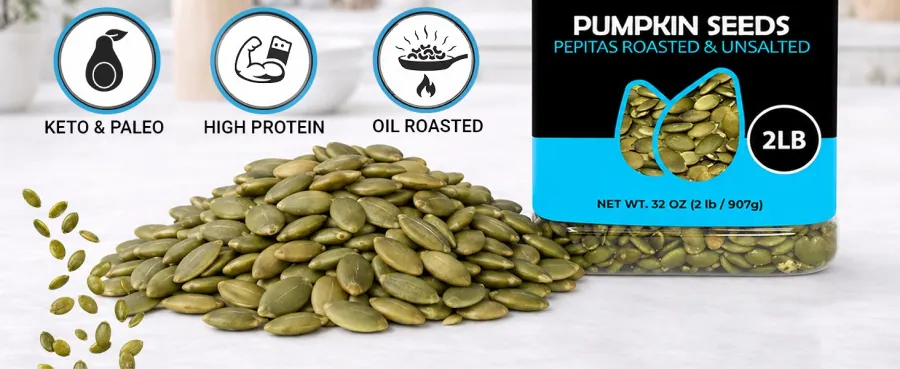 KETO & PALEO
HIGH PROTEIN
OIL ROASTED
PUMPKIN SEEDS
PEPITAS ROASTED & UNSALTED
2LB
NET WT. 32 OZ (2 lb / 907g)